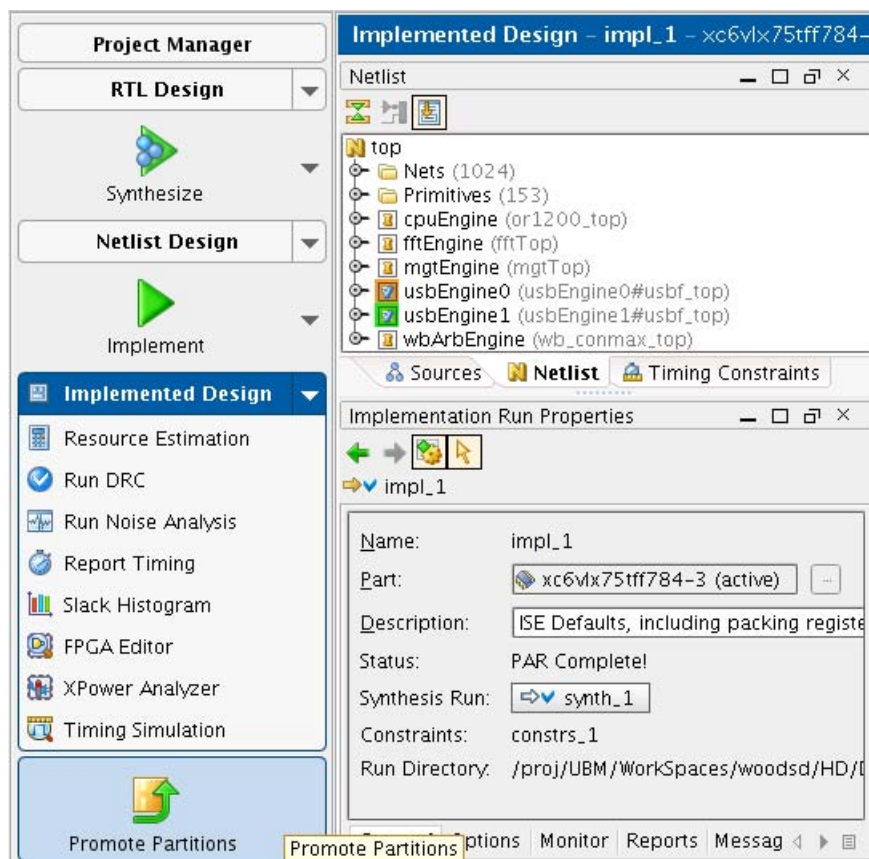 Project Manager
RTL Design
Synthesize
Netlist Design
Implement
Implemented Design
Resource Estimation
Run DRC
Run Noise Analysis
Report Timing
Slack Histogram
FPGA Editor
XPower Analyzer
Timing Simulation
Promote Partitions
Promote Partitions
Implemented Design - impl_1 - xc6vlx75tff784-
Netlist
top
Nets (1024)
Primitives (153)
cpuEngine (or1200_top)
fftEngine (fftTop)
mgtEngine (mgtTop)
usbEngine0 (usbEngine0#usbf_top)
usbEngine1 (usbEngine1#usbf_top)
wbArbEngine (wb_conmax_top)
Sources Netlist Timing Constraints
Implementation Run Properties
impl_1
Name: impl_1
Part: xc6vlx75tff784-3 (active) ...
Description: ISE Defaults, including packing registe
Status: PAR Complete!
Synthesis Run: synth_1
Constraints: constrs_1
Run Directory: /proj/UBM/WorkSpaces/woodsd/HD/
ptions Monitor Reports Messag